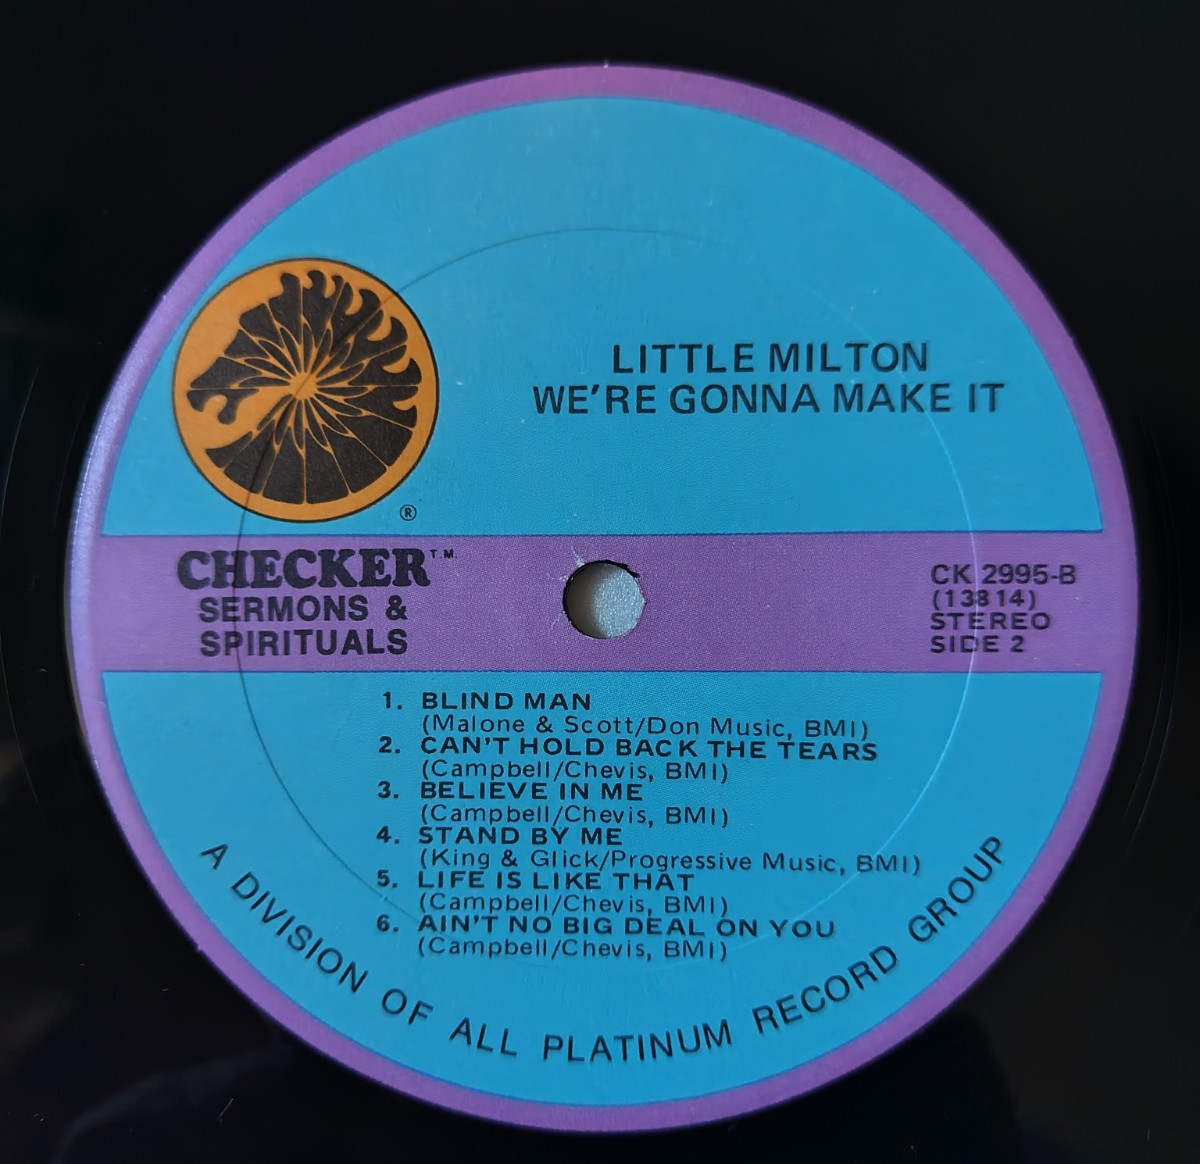 LITTLE MILTON
WE'RE GONNA MAKE IT
®
CHECKER T.M.
SERMONS &
SPIRITUALS
CK 2995-B
(13814)
STEREO
SIDE 2
1. BLIND MAN
(Malone & Scott/Don Music, BMI)
2. CAN'T HOLD BACK THE TEARS
(Campbell/Chevis, BMI)
3. BELIEVE IN ME
(Campbell/Chevis, BMI)
4. STAND BY ME
(King & Glick/Progressive Music, BMI)
5. LIFE IS LIKE THAT
(Campbell/Chevis, BMI)
6. AIN'T NO BIG DEAL ON YOU
(Campbell/Chevis, BMI)
A DIVISION OF ALL PLATINUM RECORD GROUP